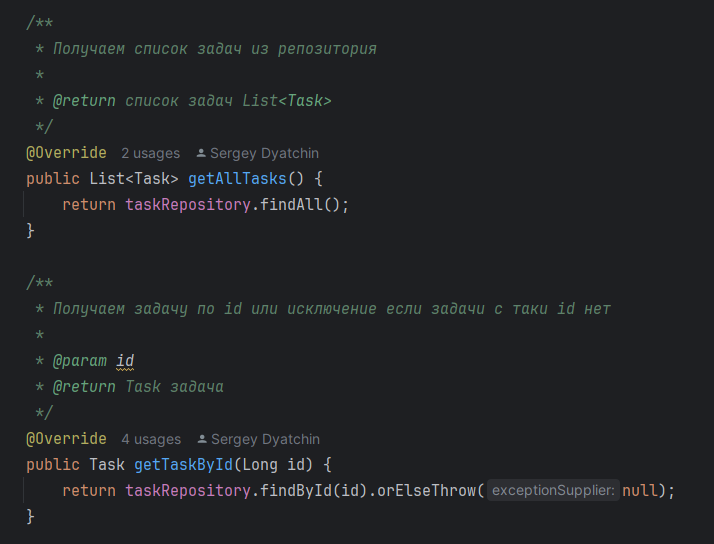 /**
 * Получаем список задач из репозитория
 *
 * @return список задач List<Task>
 */
@Override 2 usages Sergey Dyatchin
public List<Task> getAllTasks() {
    return taskRepository.findAll();
}
/**
 * Получаем задачу по id или исключение если задачи с таки id нет
 *
 * @param id
 * @return Task задача
 */
@Override 4 usages Sergey Dyatchin
public Task getTaskById(Long id) {
    return taskRepository.findById(id).orElseThrow( exceptionSupplier: null);
}